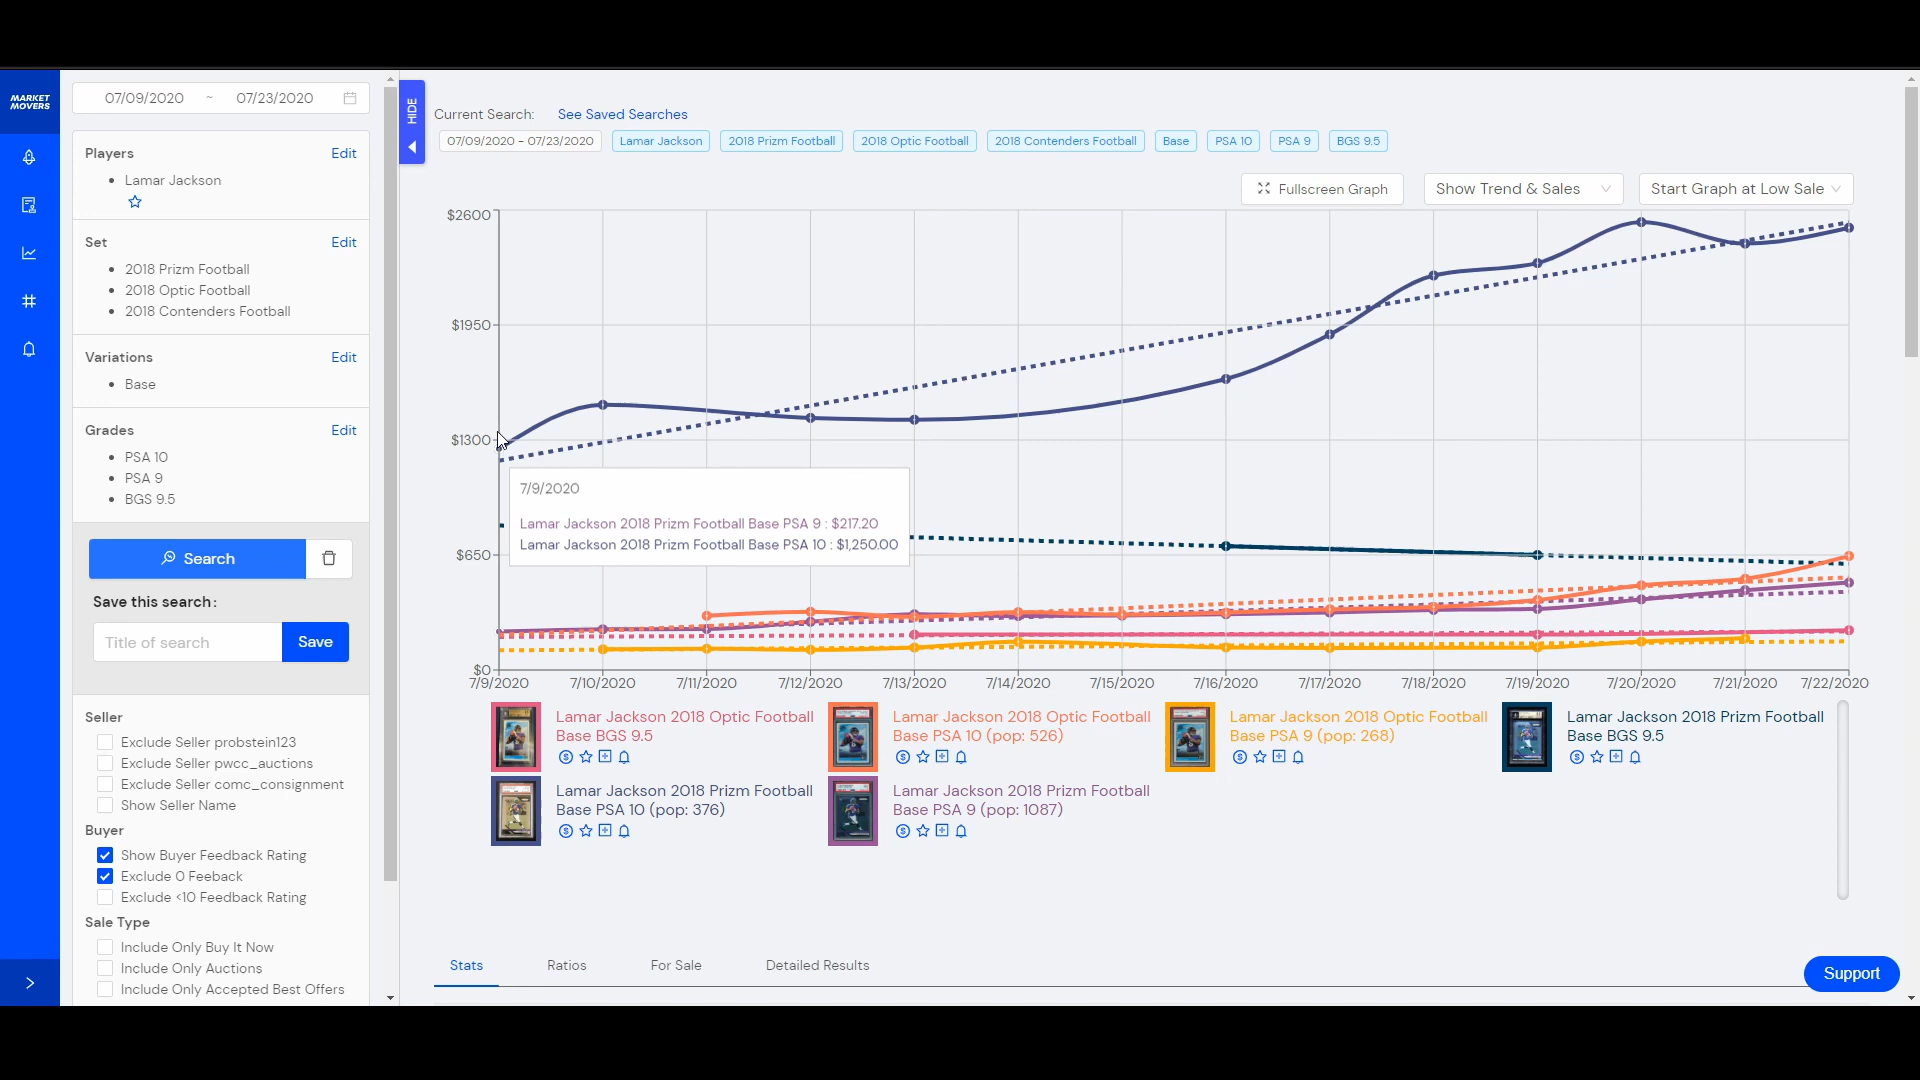 MARKET
MOVERS
07/09/2020 ~ 07/23/2020
Players Edit
Lamar Jackson
Set Edit
2018 Prizm Football
2018 Optic Football
2018 Contenders Football
Variations Edit
Base
Grades Edit
PSA 10
PSA 9
BGS 9.5
Search
Save this search:
Title of search Save
Seller
Exclude Seller probstein123
Exclude Seller pwcc_auctions
Exclude Seller comc_consignment
Show Seller Name
Buyer
Show Buyer Feedback Rating
Exclude 0 Feeback
Exclude <10 Feedback Rating
Sale Type
Include Only Buy It Now
Include Only Auctions
Include Only Accepted Best Offers
HIDE
Current Search: See Saved Searches
07/09/2020 - 07/23/2020 Lamar Jackson 2018 Prizm Football 2018 Optic Football 2018 Contenders Football Base PSA 10 PSA 9 BGS 9.5
Fullscreen Graph Show Trend & Sales Start Graph at Low Sale
$2600
$1950
$1300
$650
$0
7/9/2020
Lamar Jackson 2018 Prizm Football Base PSA 9 : $217.20
Lamar Jackson 2018 Prizm Football Base PSA 10 : $1,250.00
7/9/2020 7/10/2020 7/11/2020 7/12/2020 7/13/2020 7/14/2020 7/15/2020 7/16/2020 7/17/2020 7/18/2020 7/19/2020 7/20/2020 7/21/2020 7/22/2020
Lamar Jackson 2018 Optic Football
Base BGS 9.5
Lamar Jackson 2018 Optic Football
Base PSA 10 (pop: 526)
Lamar Jackson 2018 Optic Football
Base PSA 9 (pop: 268)
Lamar Jackson 2018 Prizm Football
Base BGS 9.5
Lamar Jackson 2018 Prizm Football
Base PSA 10 (pop: 376)
Lamar Jackson 2018 Prizm Football
Base PSA 9 (pop: 1087)
Stats Ratios For Sale Detailed Results
Support